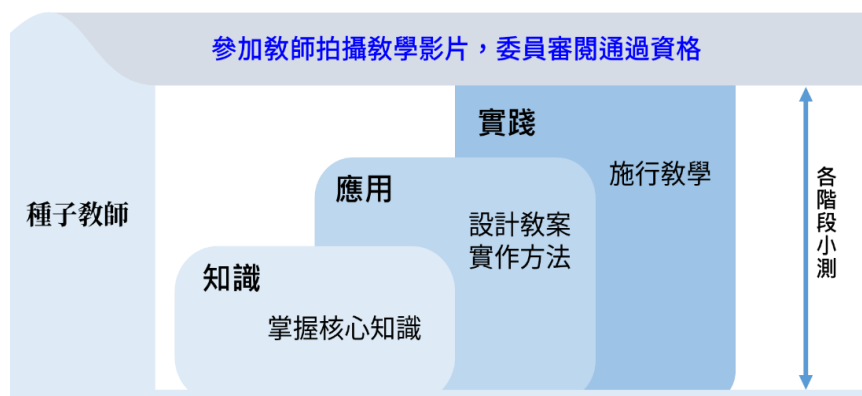 參加教師拍攝教學影片，委員審閱通過資格
種子教師
實踐
施行教學
應用
設計教案
實作方法
知識
掌握核心知識
各階段小測